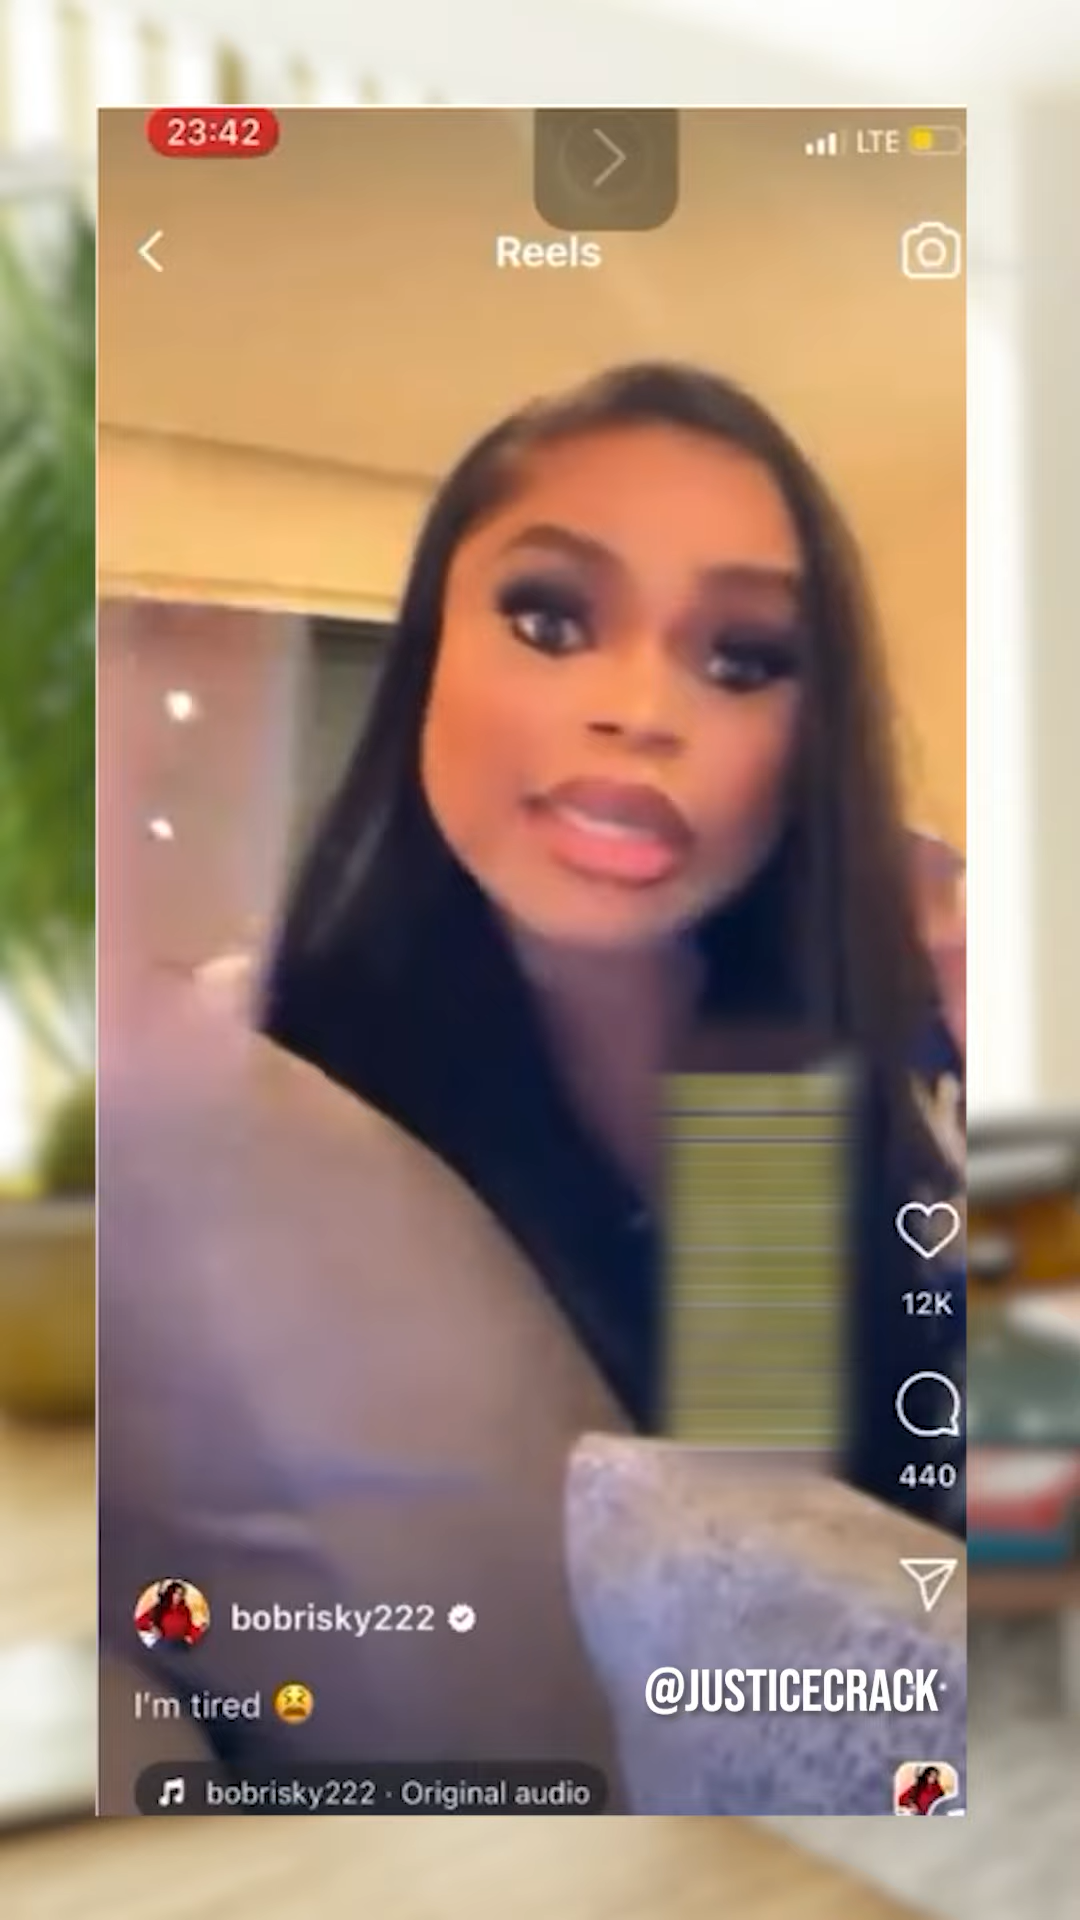 23:42
LTE
Reels
12K
440
bobrisky222
I'm tired 😫
@JUSTICECRACK
bobrisky222 · Original audio